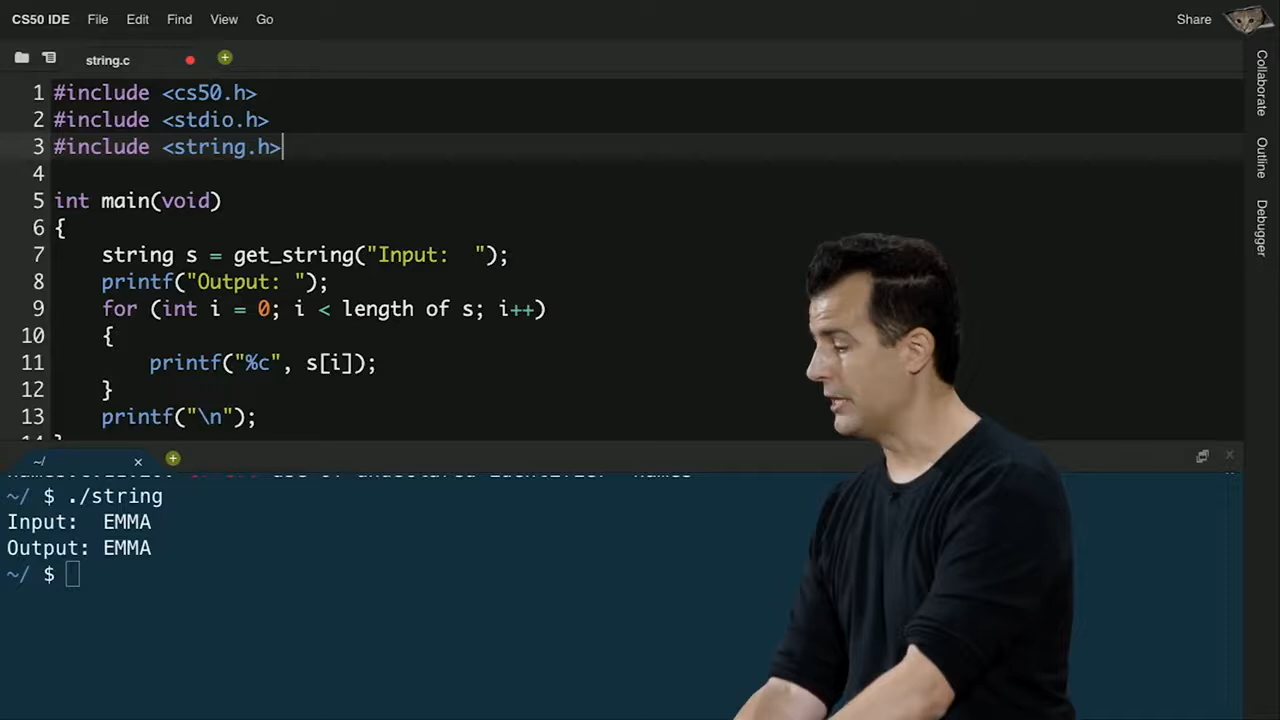 CS50 IDE File Edit Find View Go Share
string.c
1 #include <cs50.h>
2 #include <stdio.h>
3 #include <string.h>
4
5 int main(void)
6 {
7 string s = get_string("Input:  ");
8 printf("Output: ");
9 for (int i = 0; i < length of s; i++)
10 {
11 printf("%c", s[i]);
12 }
13 printf("\n");
~/
~/ $ ./string
Input:  EMMA
Output: EMMA
~/ $
Collaborate
Outline
Debugger